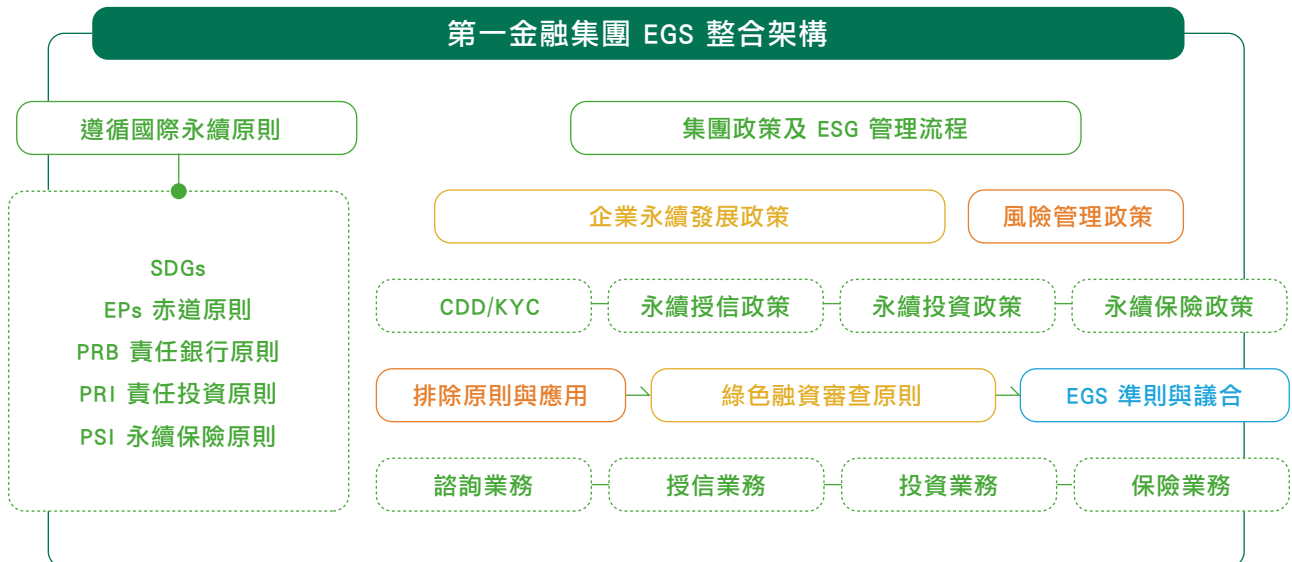 第一金融集團 EGS 整合架構
遵循國際永續原則
SDGs
EPs 赤道原則
PRB 責任銀行原則
PRI 責任投資原則
PSI 永續保險原則
集團政策及 ESG 管理流程
企業永續發展政策
風險管理政策
CDD/KYC
永續授信政策
永續投資政策
永續保險政策
排除原則與應用
綠色融資審查原則
EGS 準則與議合
諮詢業務
授信業務
投資業務
保險業務